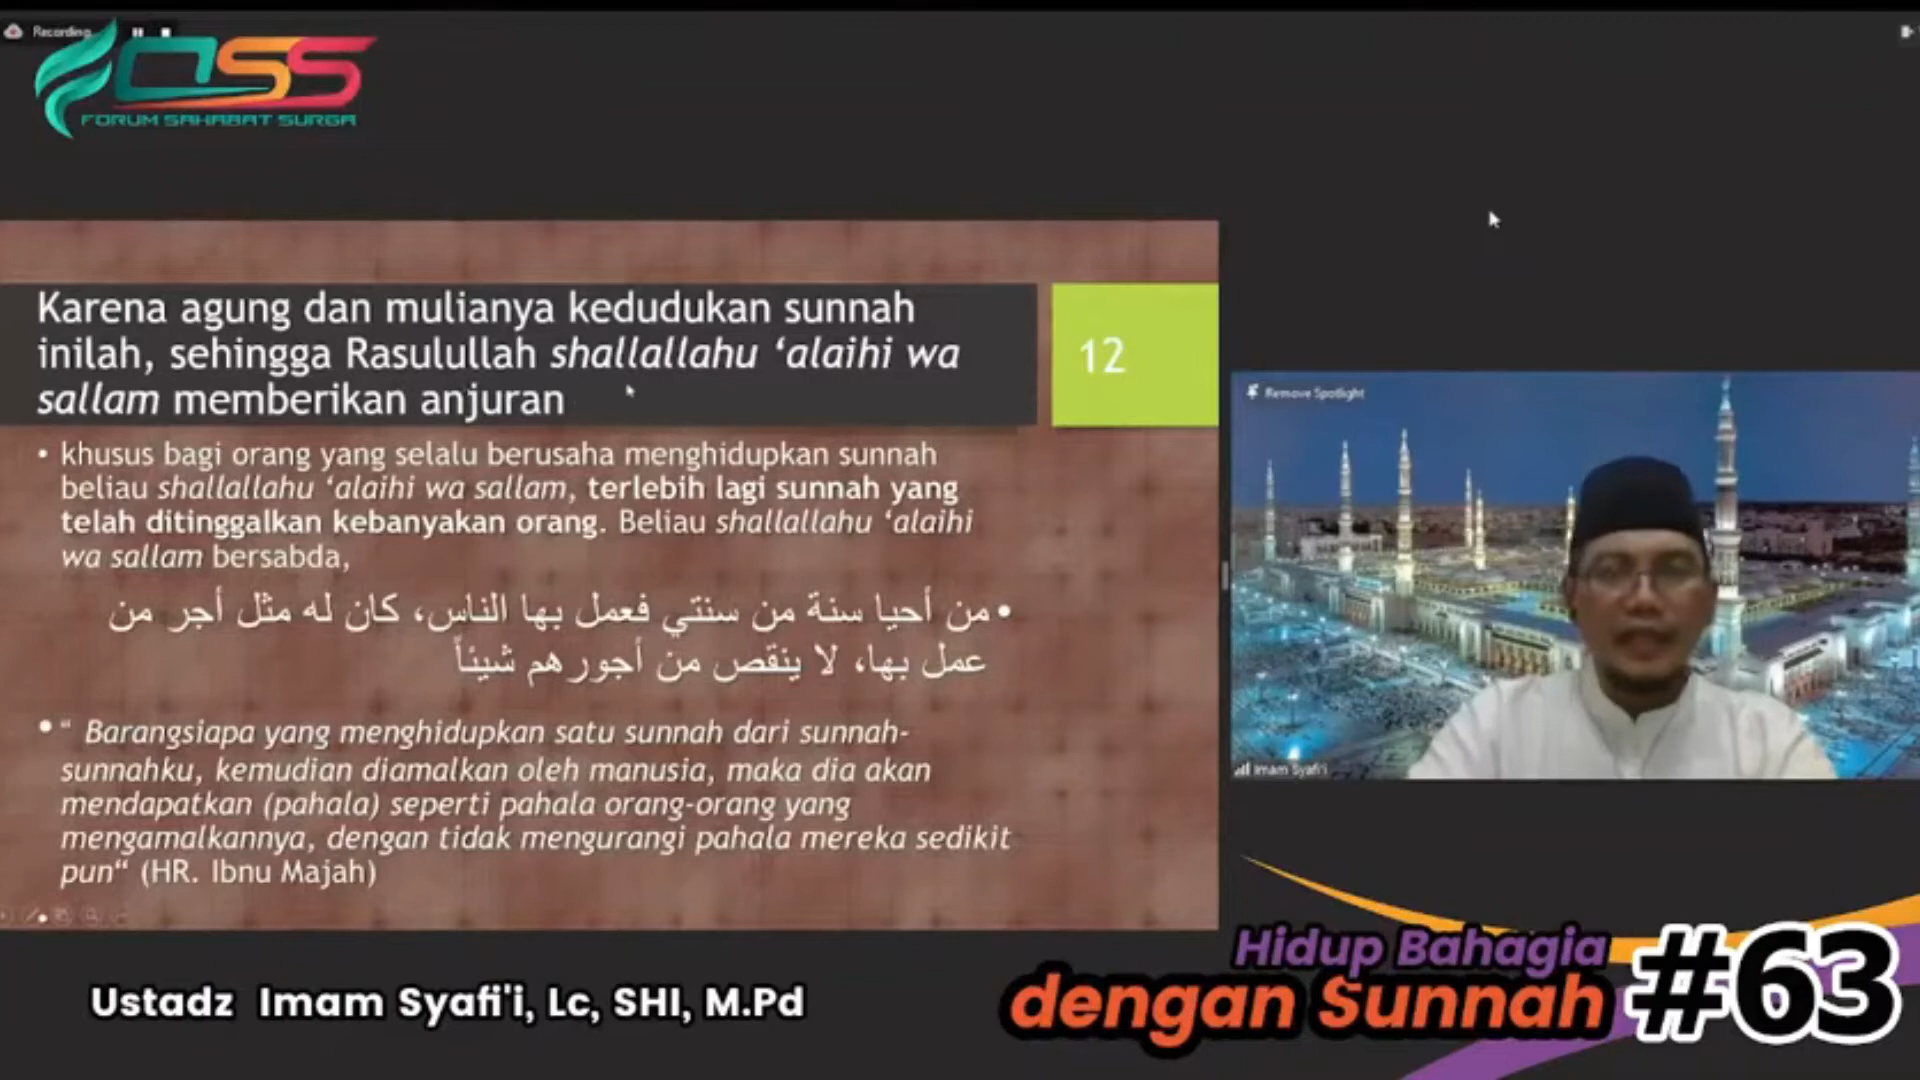 Recording
FOSS
FORUM SAHABAT SURGA
Karena agung dan mulianya kedudukan sunnah
inilah, sehingga Rasulullah shallallahu ‘alaihi wa
sallam memberikan anjuran
12
• khusus bagi orang yang selalu berusaha menghidupkan sunnah
beliau shallallahu ‘alaihi wa sallam, terlebih lagi sunnah yang
telah ditinggalkan kebanyakan orang. Beliau shallallahu ‘alaihi
wa sallam bersabda,
• من أحيا سنة من سنتي فعمل بها الناس، كان له مثل أجر من
عمل بها، لا ينقص من أجورهم شيئاً
• “ Barangsiapa yang menghidupkan satu sunnah dari sunnah-
sunnahku, kemudian diamalkan oleh manusia, maka dia akan
mendapatkan (pahala) seperti pahala orang-orang yang
mengamalkannya, dengan tidak mengurangi pahala mereka sedikit
pun“ (HR. Ibnu Majah)
Remove Spotlight
Imam Syafi'i
Ustadz Imam Syafi'i, Lc, SHI, M.Pd
Hidup Bahagia
dengan Sunnah
#63